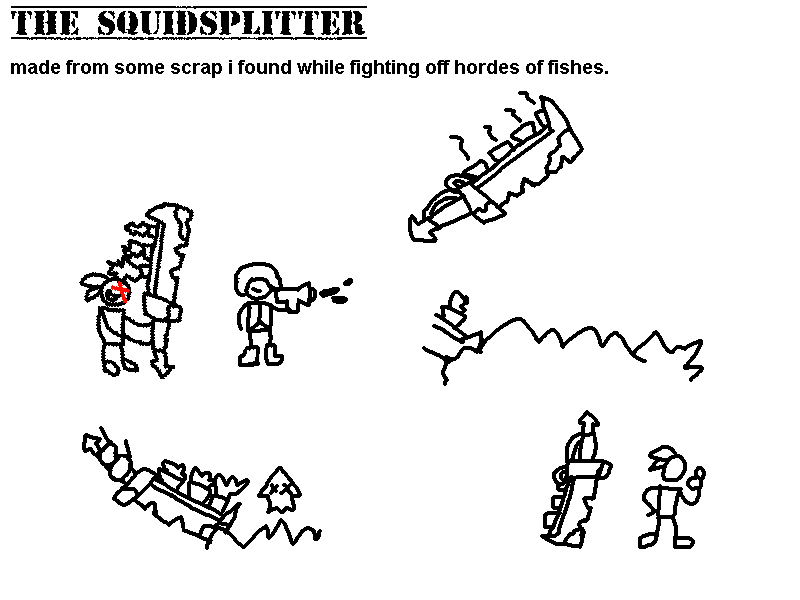 THE SQUIDSPLITTER
made from some scrap i found while fighting off hordes of fishes.